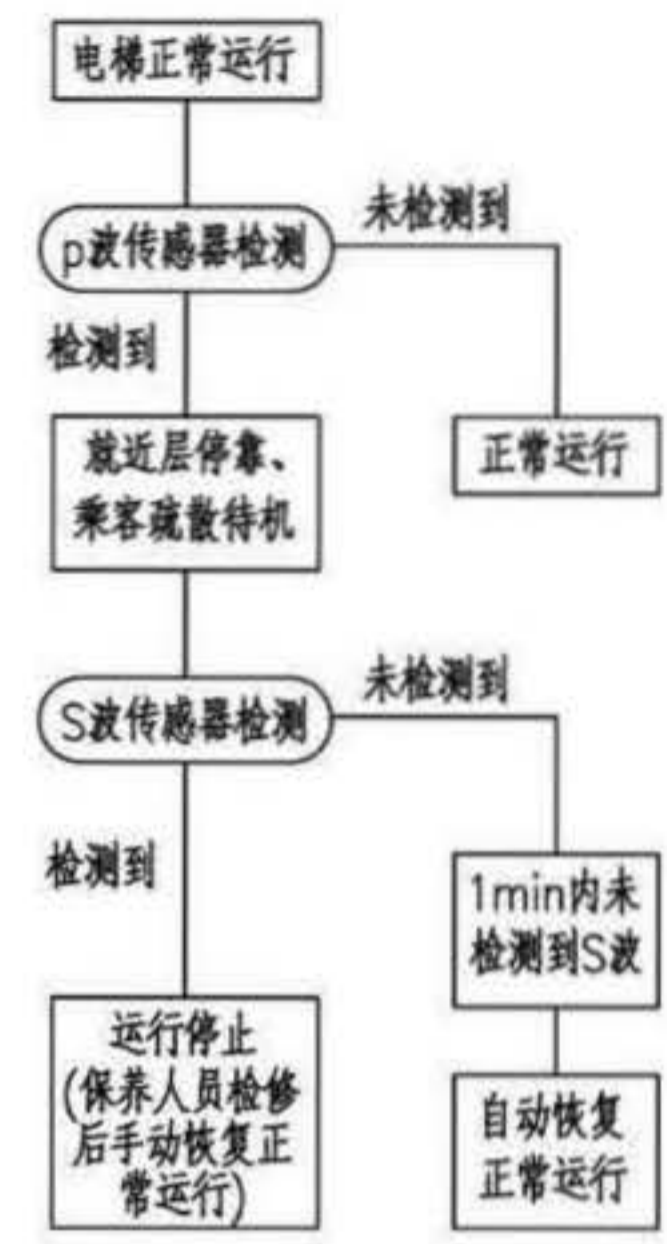 电梯正常运行
未检测到
p波传感器检测
检测到
就近层停靠、
乘客疏散待机
正常运行
未检测到
S波传感器检测
检测到
1min内未
检测到S波
运行停止
(保养人员检修
后手动恢复正
常运行)
自动恢复
正常运行